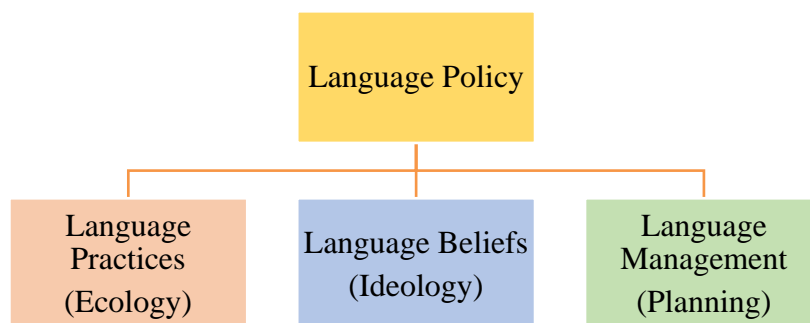 Language Policy
Language
Practices
(Ecology)
Language Beliefs
(Ideology)
Language
Management
(Planning)